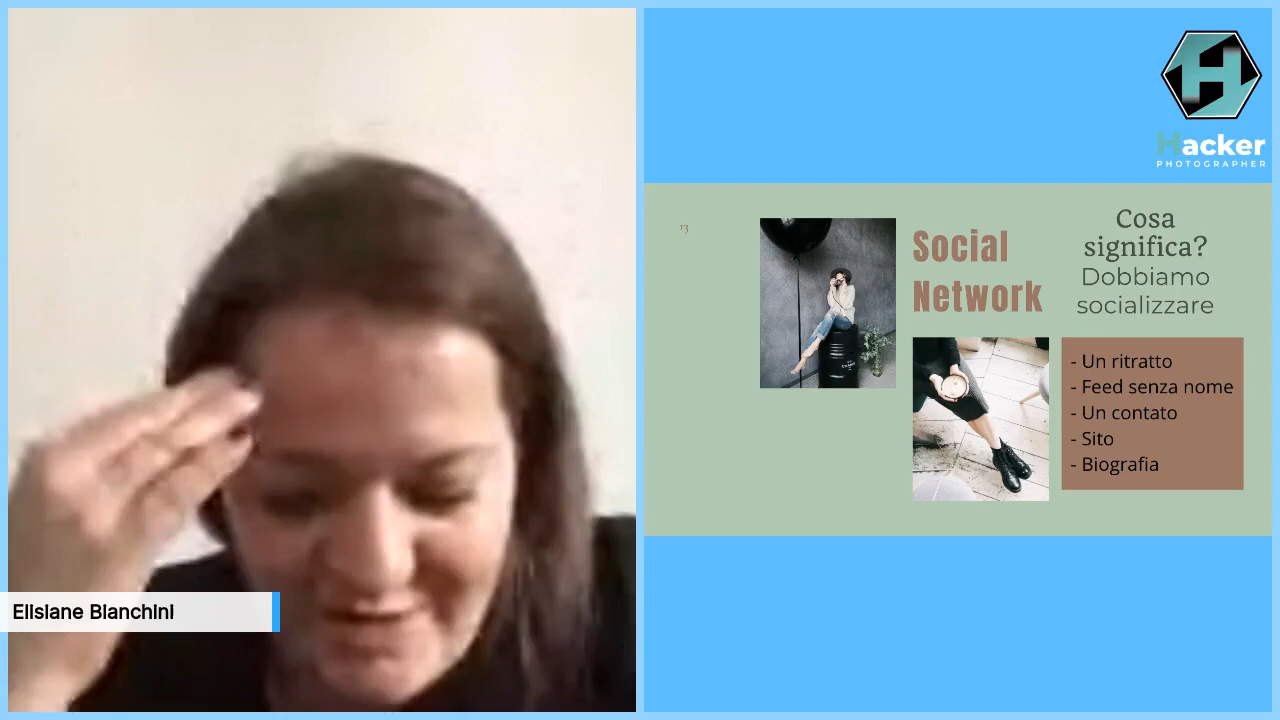 Elisiane Bianchini
Hacker
PHOTOGRAPHER
13
Social
Network
Cosa
significa?
Dobbiamo
socializzare
- Un ritratto
- Feed senza nome
- Un contato
- Sito
- Biografia